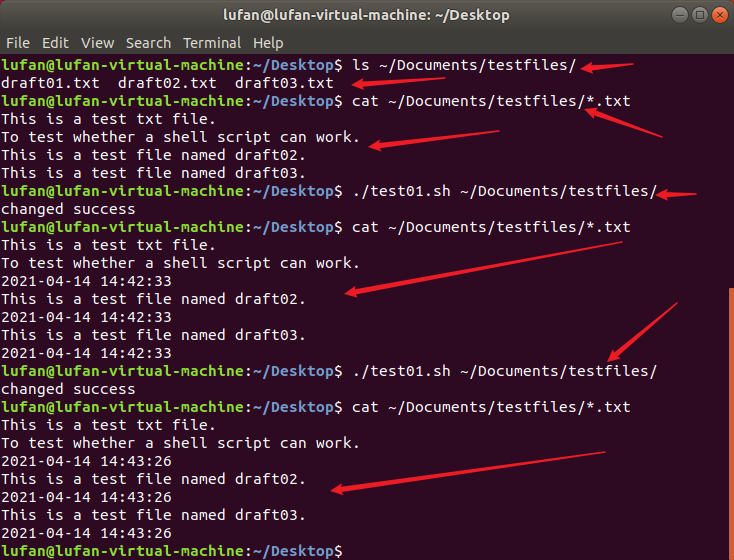 lufan@lufan-virtual-machine: ~/Desktop
File Edit View Search Terminal Help
lufan@lufan-virtual-machine:~/Desktop$ ls ~/Documents/testfiles/
draft01.txt  draft02.txt  draft03.txt
lufan@lufan-virtual-machine:~/Desktop$ cat ~/Documents/testfiles/*.txt
This is a test txt file.
To test whether a shell script can work.
This is a test file named draft02.
This is a test file named draft03.
lufan@lufan-virtual-machine:~/Desktop$ ./test01.sh ~/Documents/testfiles/
changed success
lufan@lufan-virtual-machine:~/Desktop$ cat ~/Documents/testfiles/*.txt
This is a test txt file.
To test whether a shell script can work.
2021-04-14 14:42:33
This is a test file named draft02.
2021-04-14 14:42:33
This is a test file named draft03.
2021-04-14 14:42:33
lufan@lufan-virtual-machine:~/Desktop$ ./test01.sh ~/Documents/testfiles/
changed success
lufan@lufan-virtual-machine:~/Desktop$ cat ~/Documents/testfiles/*.txt
This is a test txt file.
To test whether a shell script can work.
2021-04-14 14:43:26
This is a test file named draft02.
2021-04-14 14:43:26
This is a test file named draft03.
2021-04-14 14:43:26
lufan@lufan-virtual-machine:~/Desktop$